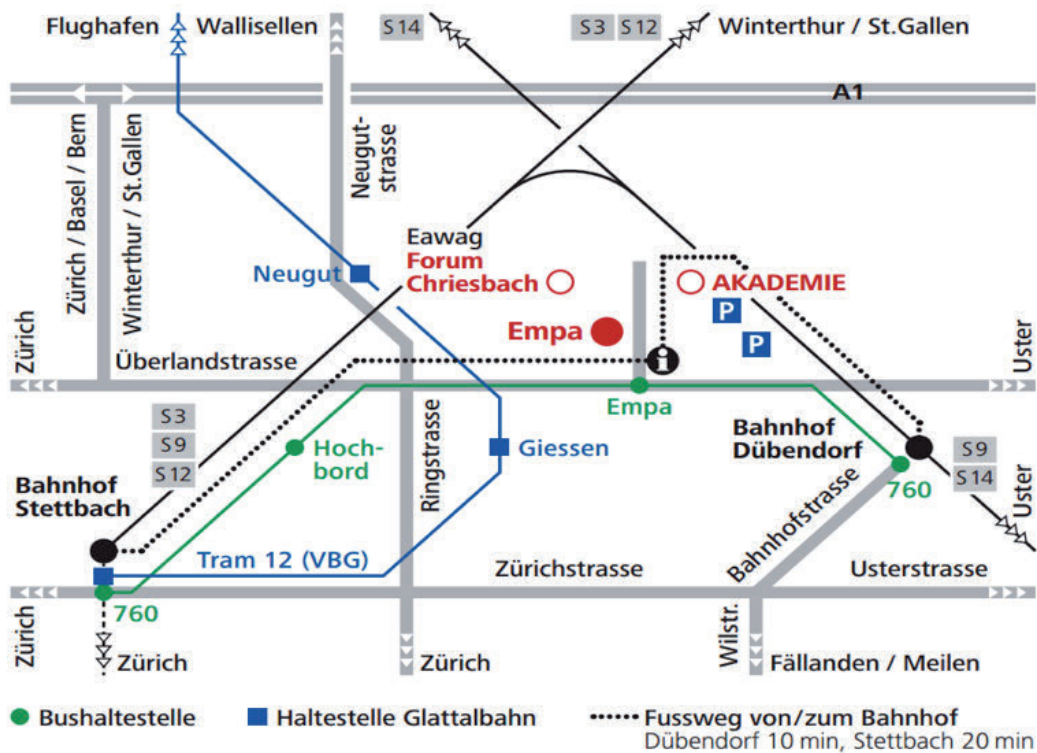 Flughafen
Wallisellen
S14
S3
S12
Winterthur / St.Gallen
A1
Zürich / Basel / Bern
Winterthur / St.Gallen
Neugut-
strasse
Eawag
Forum
Chriesbach
Neugut
AKADEMIE
P
P
Empa
i
Zürich
Überlandstrasse
Uster
Empa
S3
S9
S12
Hoch-
bord
Ringstrasse
Giessen
Bahnhof
Dübendorf
S9
S14
760
Uster
Bahnhof
Stettbach
Bahnhofstrasse
Tram 12 (VBG)
Zürichstrasse
Usterstrasse
760
Zürich
Zürich
Zürich
Wilstr.
Fällanden / Meilen
Bushaltestelle
Haltestelle Glattalbahn
Fussweg von/zum Bahnhof
Dübendorf 10 min, Stettbach 20 min